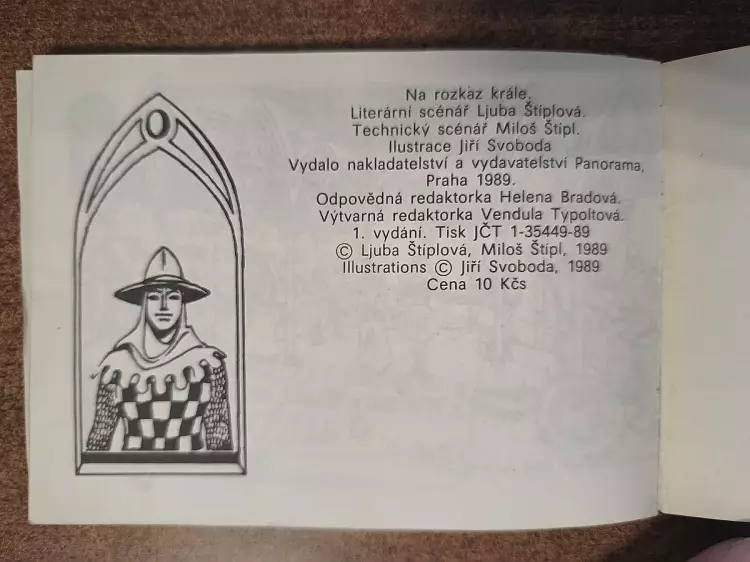 Na rozkaz krále.
Literární scénář Ljuba Štíplová.
Technický scénář Miloš Štípl.
Ilustrace Jiří Svoboda
Vydalo nakladatelství a vydavatelství Panorama,
Praha 1989.
Odpovědná redaktorka Helena Bradová.
Výtvarná redaktorka Vendula Typoltová.
1. vydání. Tisk JČT 1-35449-89
© Ljuba Štíplová, Miloš Štípl, 1989
Illustrations © Jiří Svoboda, 1989
Cena 10 Kčs